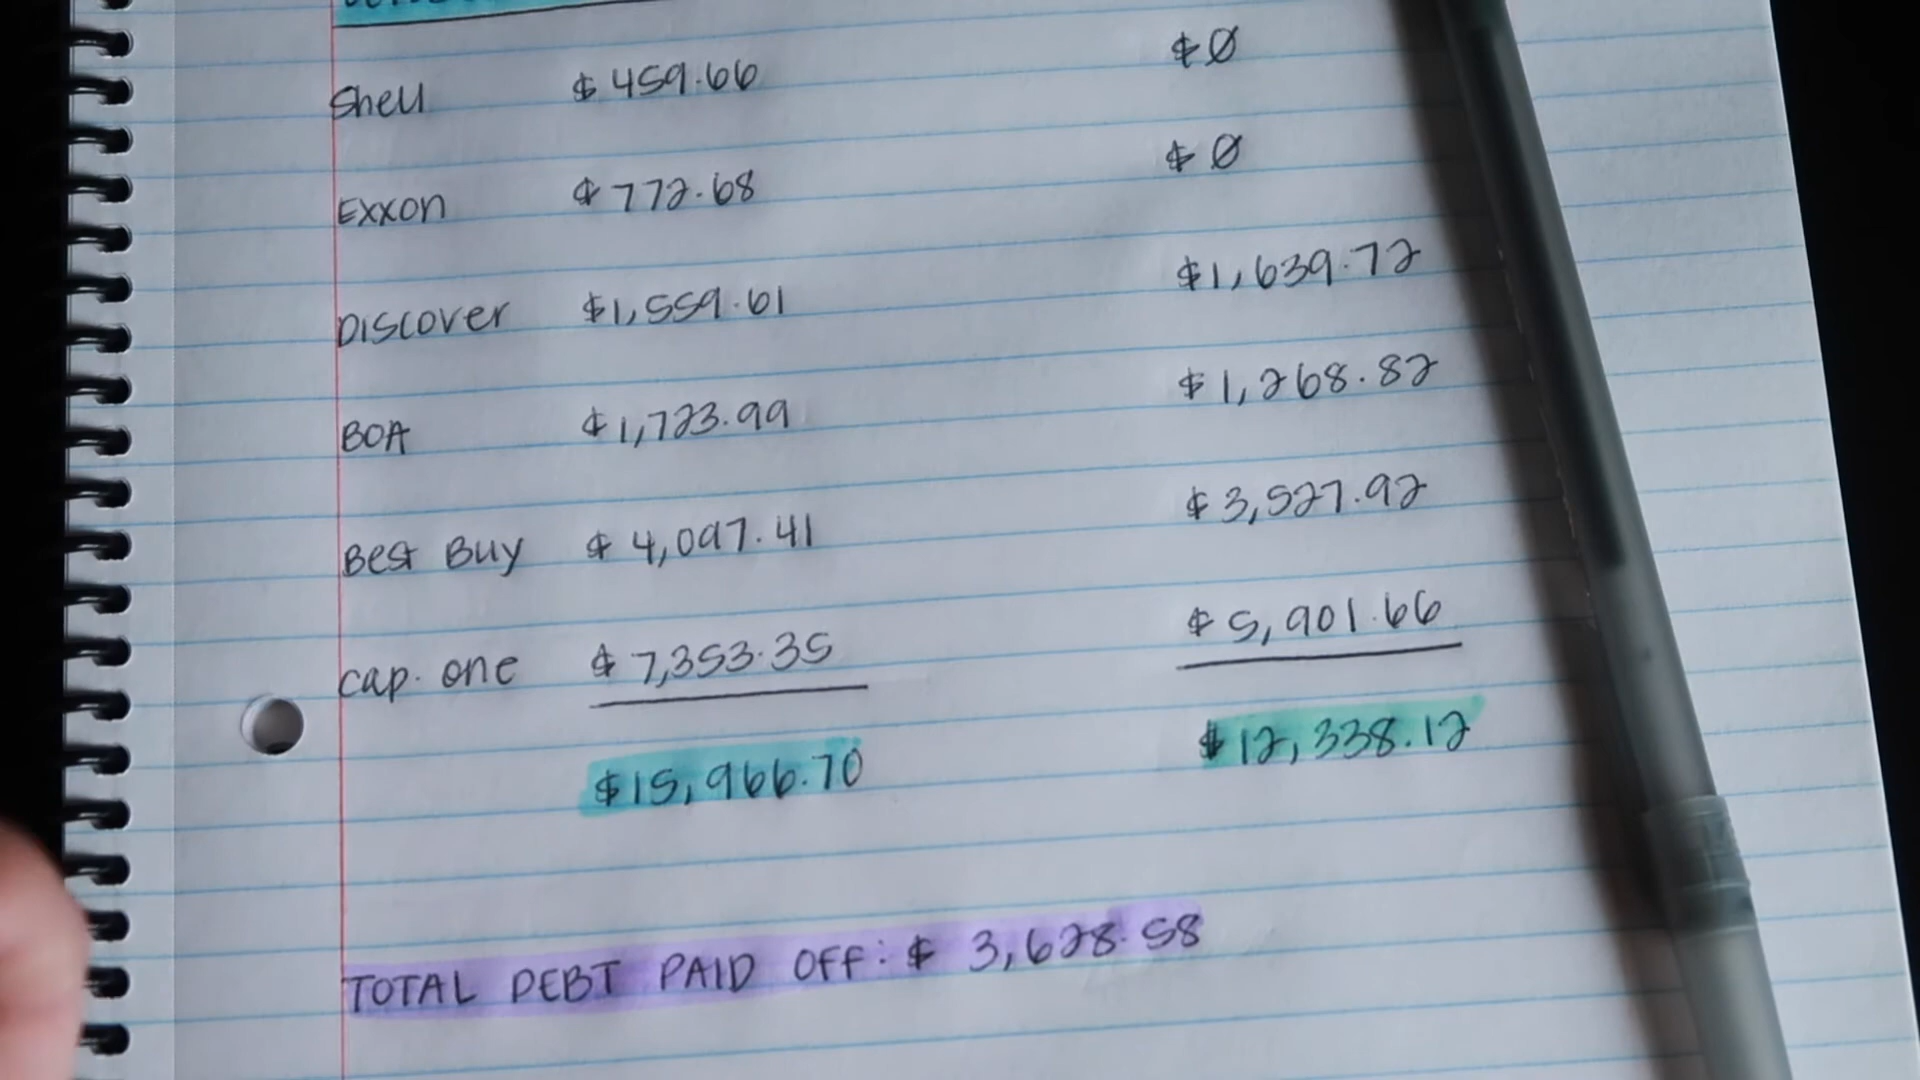 Shell $459.66 $0
Exxon $772.68 $0
Discover $1,559.61 $1,639.72
BOA $1,723.99 $1,268.82
Best Buy $4,097.41 $3,527.92
cap. one $7,353.35 $5,901.66
$15,966.70 $12,338.12
TOTAL DEBT PAID OFF: $3,628.58